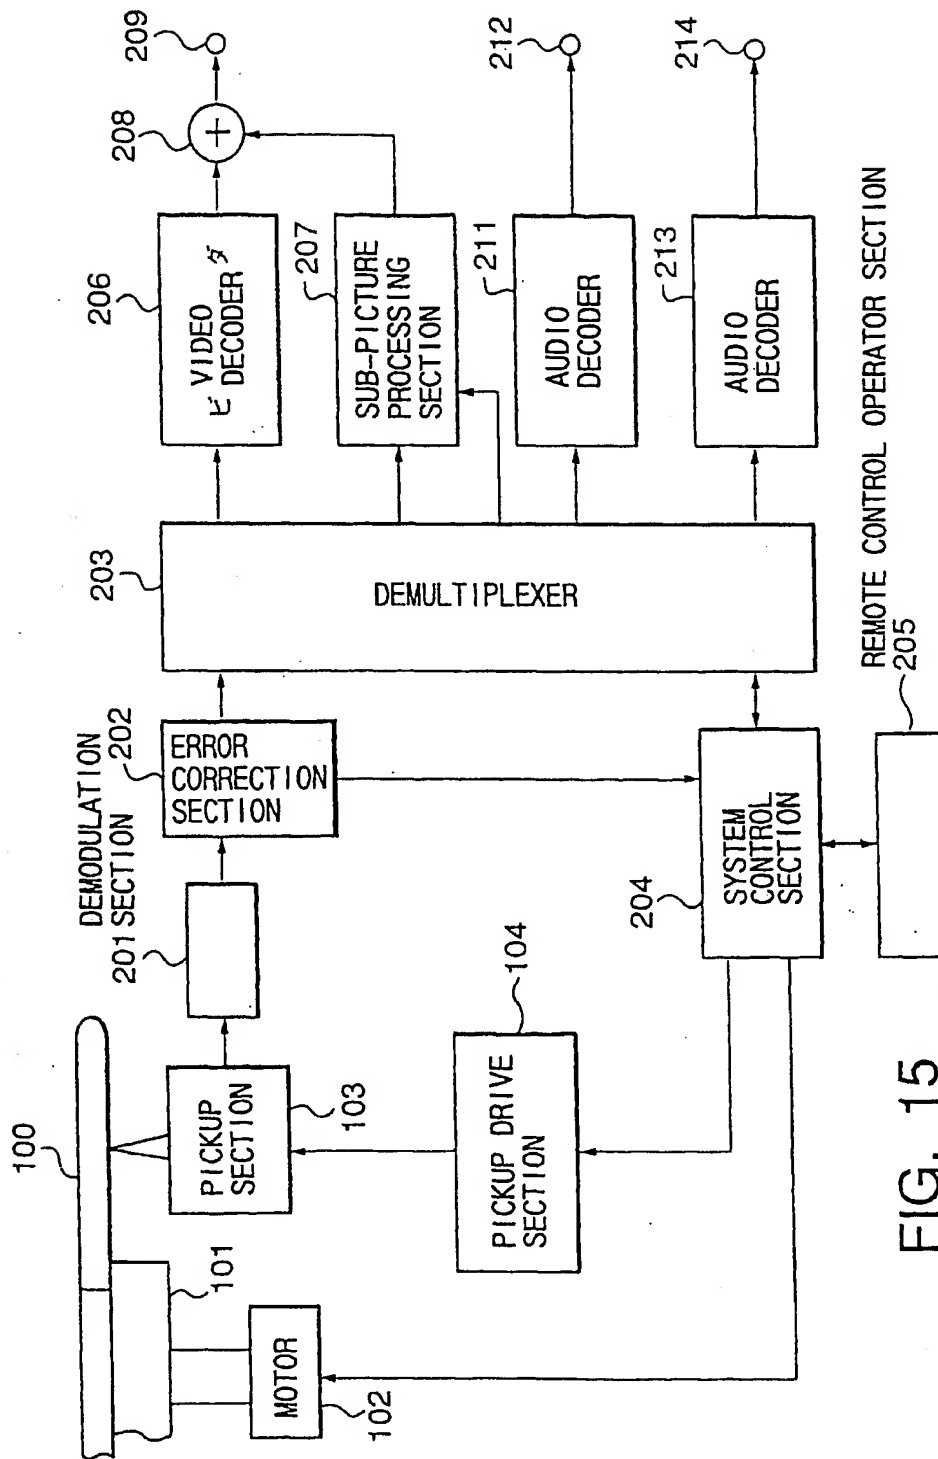 100
101
102
MOTOR
103
PICKUP
SECTION
104
PICKUP DRIVE
SECTION
DEMODULATION
201 SECTION
202
ERROR
CORRECTION
SECTION
203
DEMULTIPLEXER
204
SYSTEM
CONTROL
SECTION
REMOTE CONTROL OPERATOR SECTION
205
206
ビ VIDEO
DECODER ダ
207
SUB-PICTURE
PROCESSING
SECTION
208
+
209
211
AUDIO
DECODER
212
213
AUDIO
DECODER
214
FIG. 15